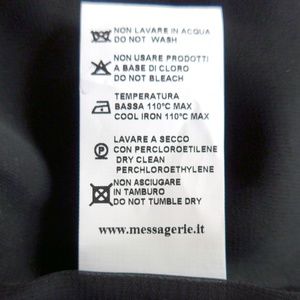 NON LAVARE IN ACQUA
DO NOT WASH
NON USARE PRODOTTI
A BASE DI CLORO
DO NOT BLEACH
TEMPERATURA
BASSA 110°C MAX
COOL IRON 110°C MAX
LAVARE A SECCO
CON PERCLOROETILENE
DRY CLEAN
PERCHLOROETHYLENE
NON ASCIUGARE
IN TAMBURO
DO NOT TUMBLE DRY
www.messagerie.it